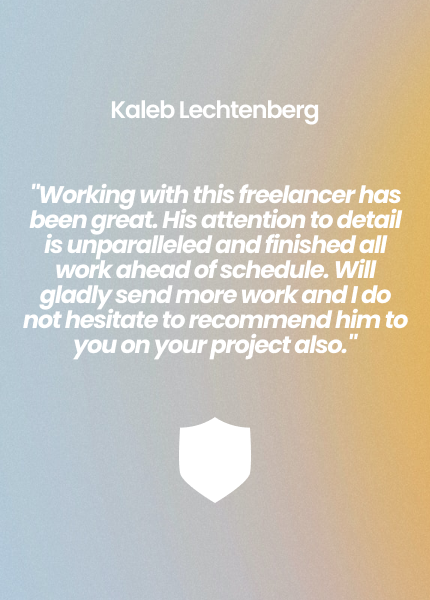 Kaleb Lechtenberg
"Working with this freelancer has
been great. His attention to detail
is unparalleled and finished all
work ahead of schedule. Will
gladly send more work and I do
not hesitate to recommend him to
you on your project also."